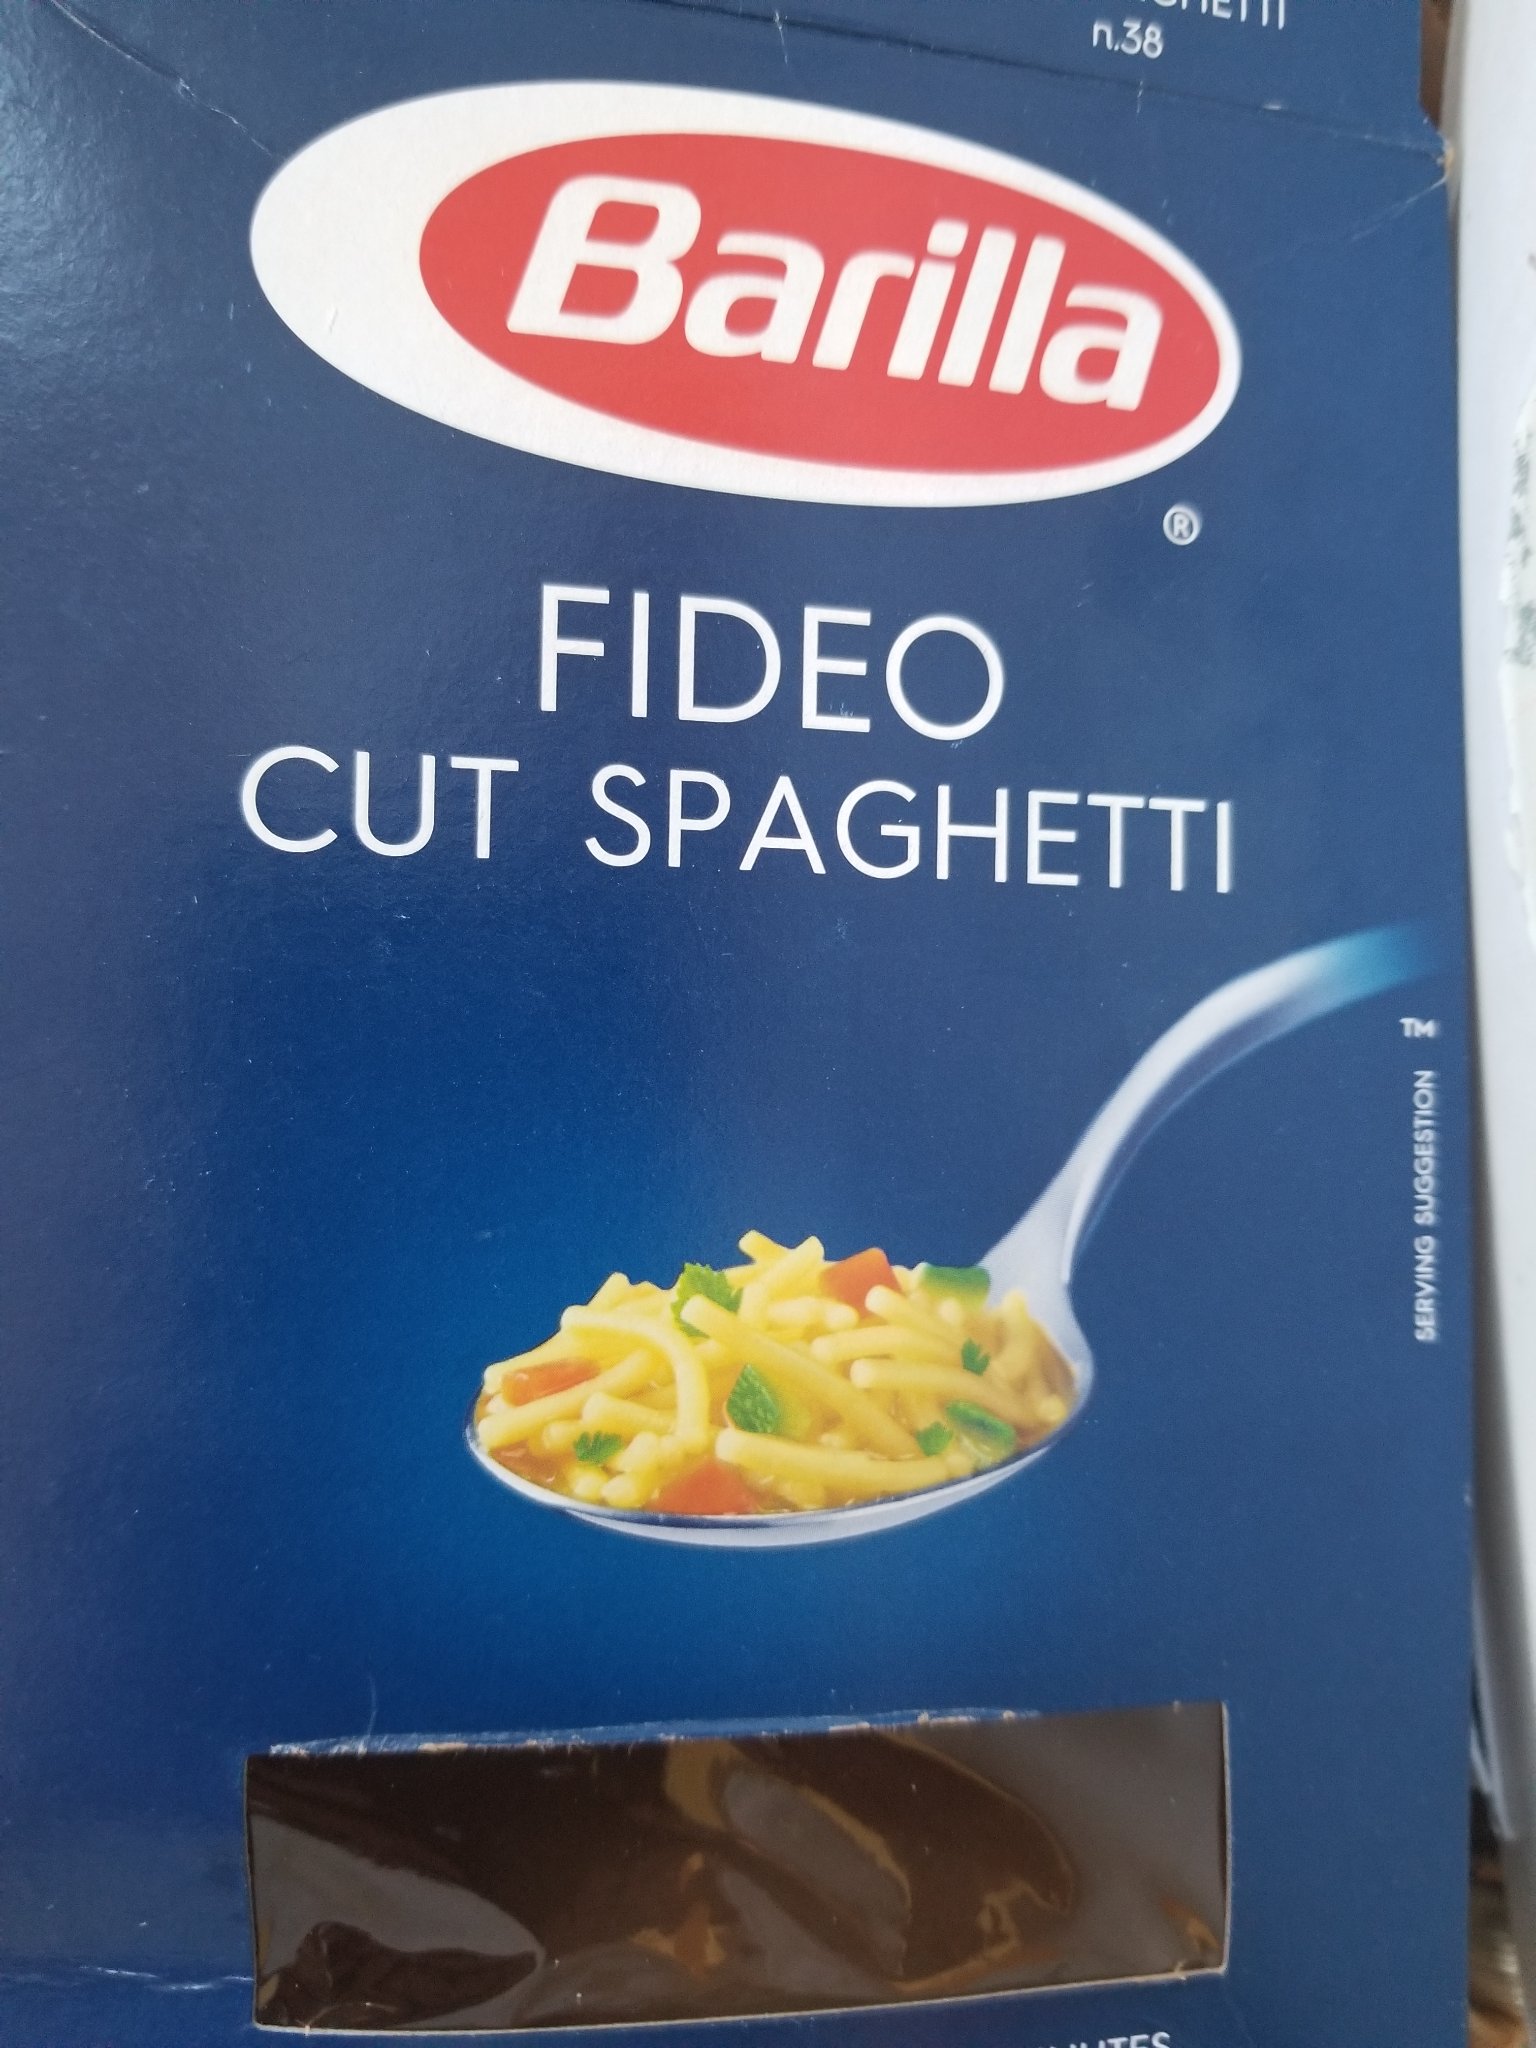 n.38
Barilla
®
FIDEO
CUT SPAGHETTI
TM
SERVING SUGGESTION